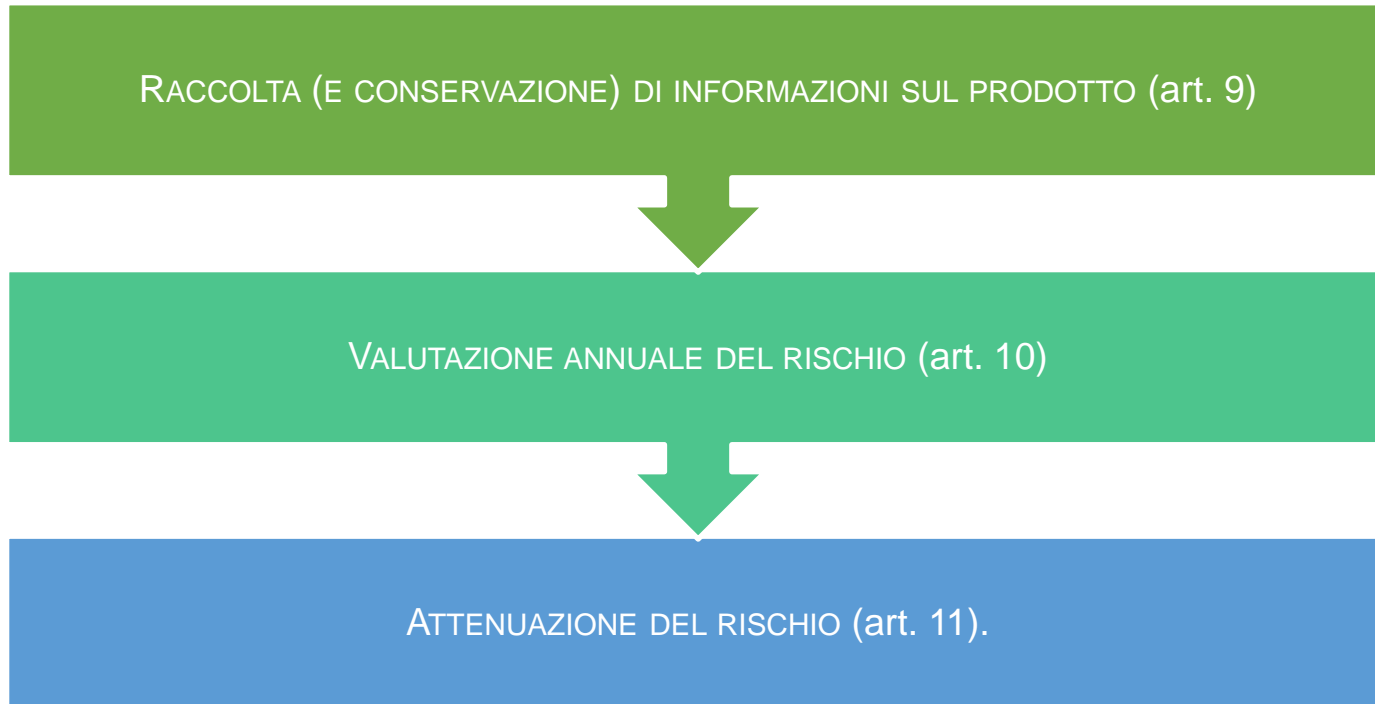 RACCOLTA (E CONSERVAZIONE) DI INFORMAZIONI SUL PRODOTTO (art. 9)
VALUTAZIONE ANNUALE DEL RISCHIO (art. 10)
ATTENUAZIONE DEL RISCHIO (art. 11).